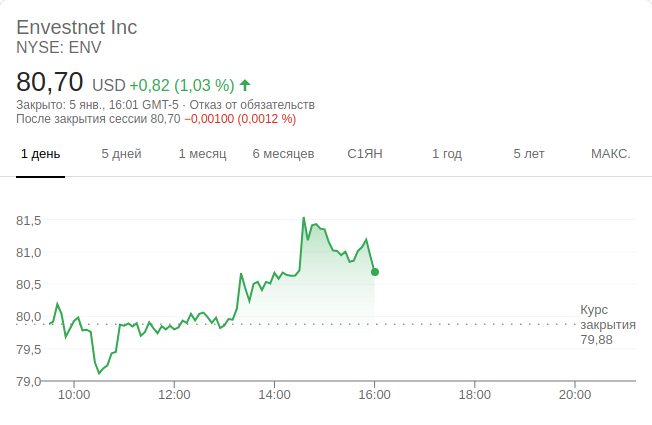 Envestnet Inc
NYSE: ENV
80,70 USD +0,82 (1,03 %)
Закрыто: 5 янв., 16:01 GMT-5 · Отказ от обязательств
После закрытия сессии 80,70 −0,00100 (0,0012 %)
1 день 5 дней 1 месяц 6 месяцев С1ЯН 1 год 5 лет МАКС.
81,5
81,0
80,5
80,0
Курс
закрытия
79,88
79,5
79,0
10:00 12:00 14:00 16:00 18:00 20:00